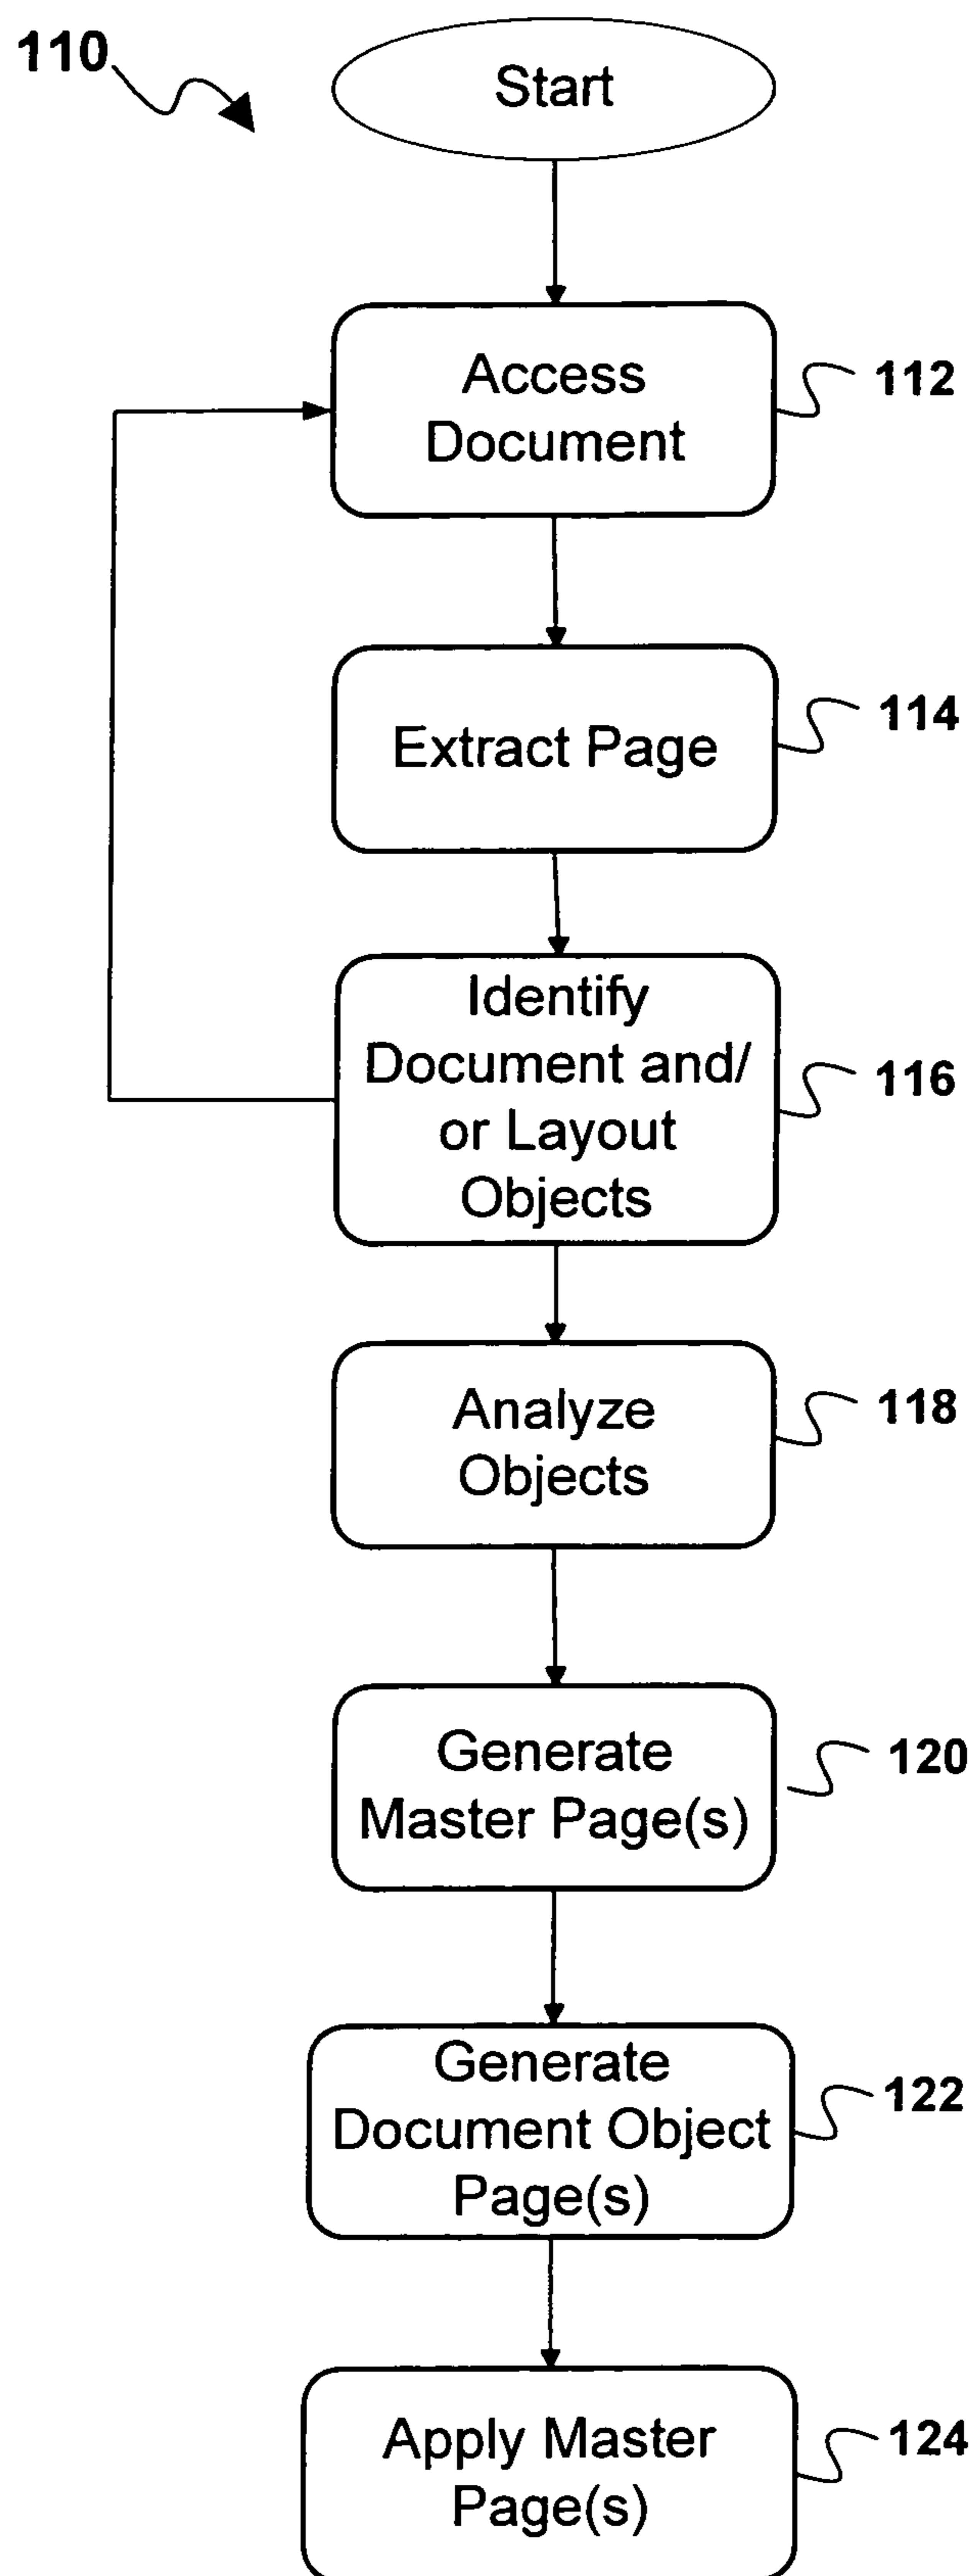 110
Start
Access
Document
112
Extract Page
114
Identify
Document and/
or Layout
Objects
116
Analyze
Objects
118
Generate
Master Page(s)
120
Generate
Document Object
Page(s)
122
Apply Master
Page(s)
124